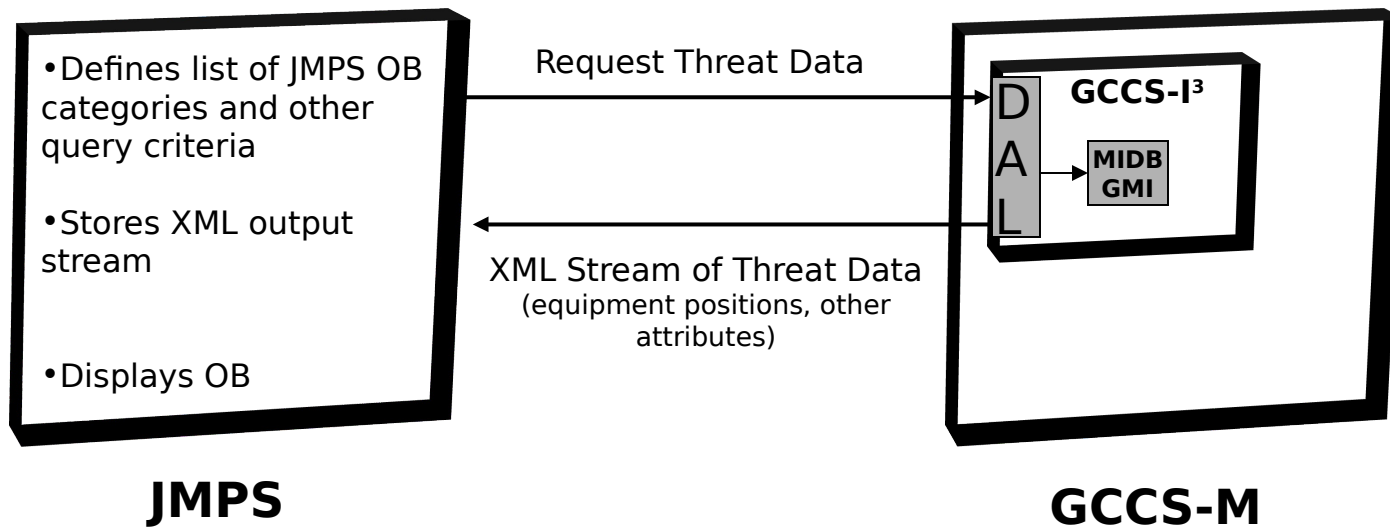 •Defines list of JMPS OB
categories and other
query criteria
•Stores XML output
stream
•Displays OB
JMPS
Request Threat Data
XML Stream of Threat Data
(equipment positions, other
attributes)
D
A
L
GCCS-I³
MIDB
GMI
GCCS-M